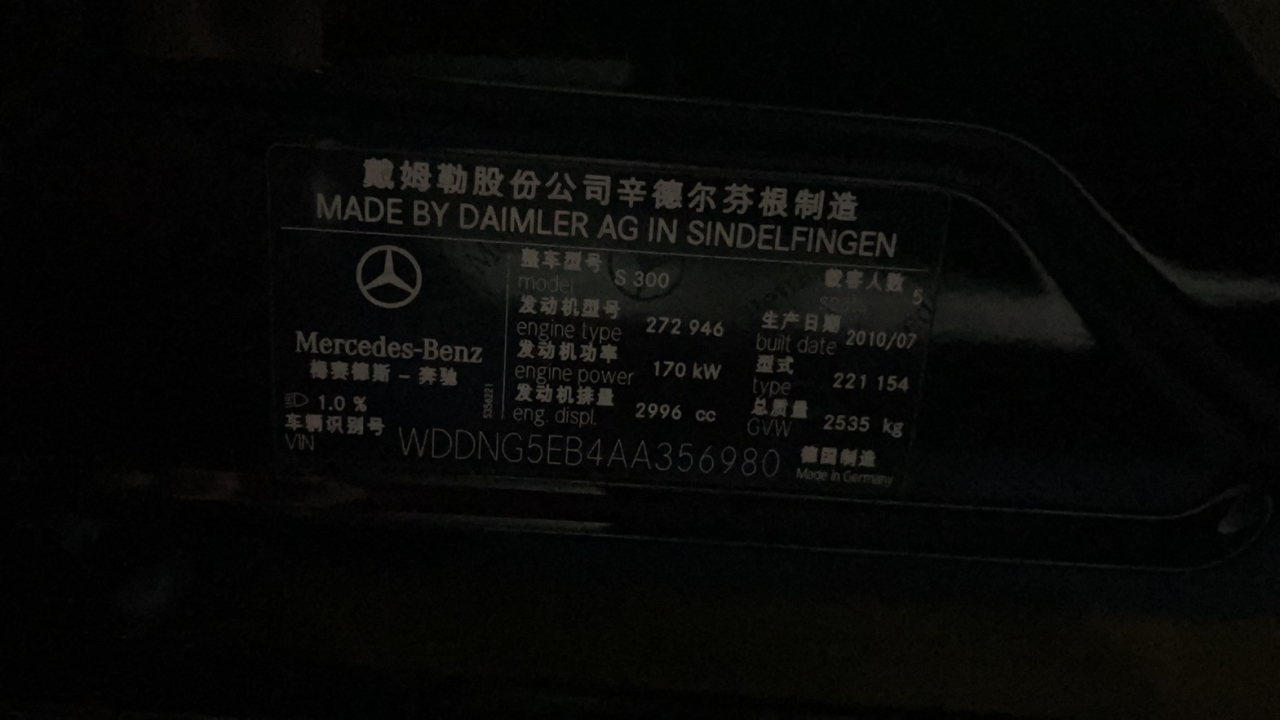 戴姆勒股份公司辛德尔芬根制造
MADE BY DAIMLER AG IN SINDELFINGEN
整车型号 model S 300
载客人数 seats 5
发动机型号 engine type 272 946
生产日期 built date 2010/07
发动机功率 engine power 170 kW
型式 type 221 154
发动机排量 eng. displ. 2996 cc
总质量 GVW 2535 kg
Mercedes-Benz
梅赛德斯 - 奔驰
1.0 %
车辆识别号 VIN WDDNG5EB4AA356980
德国制造
Made in Germany